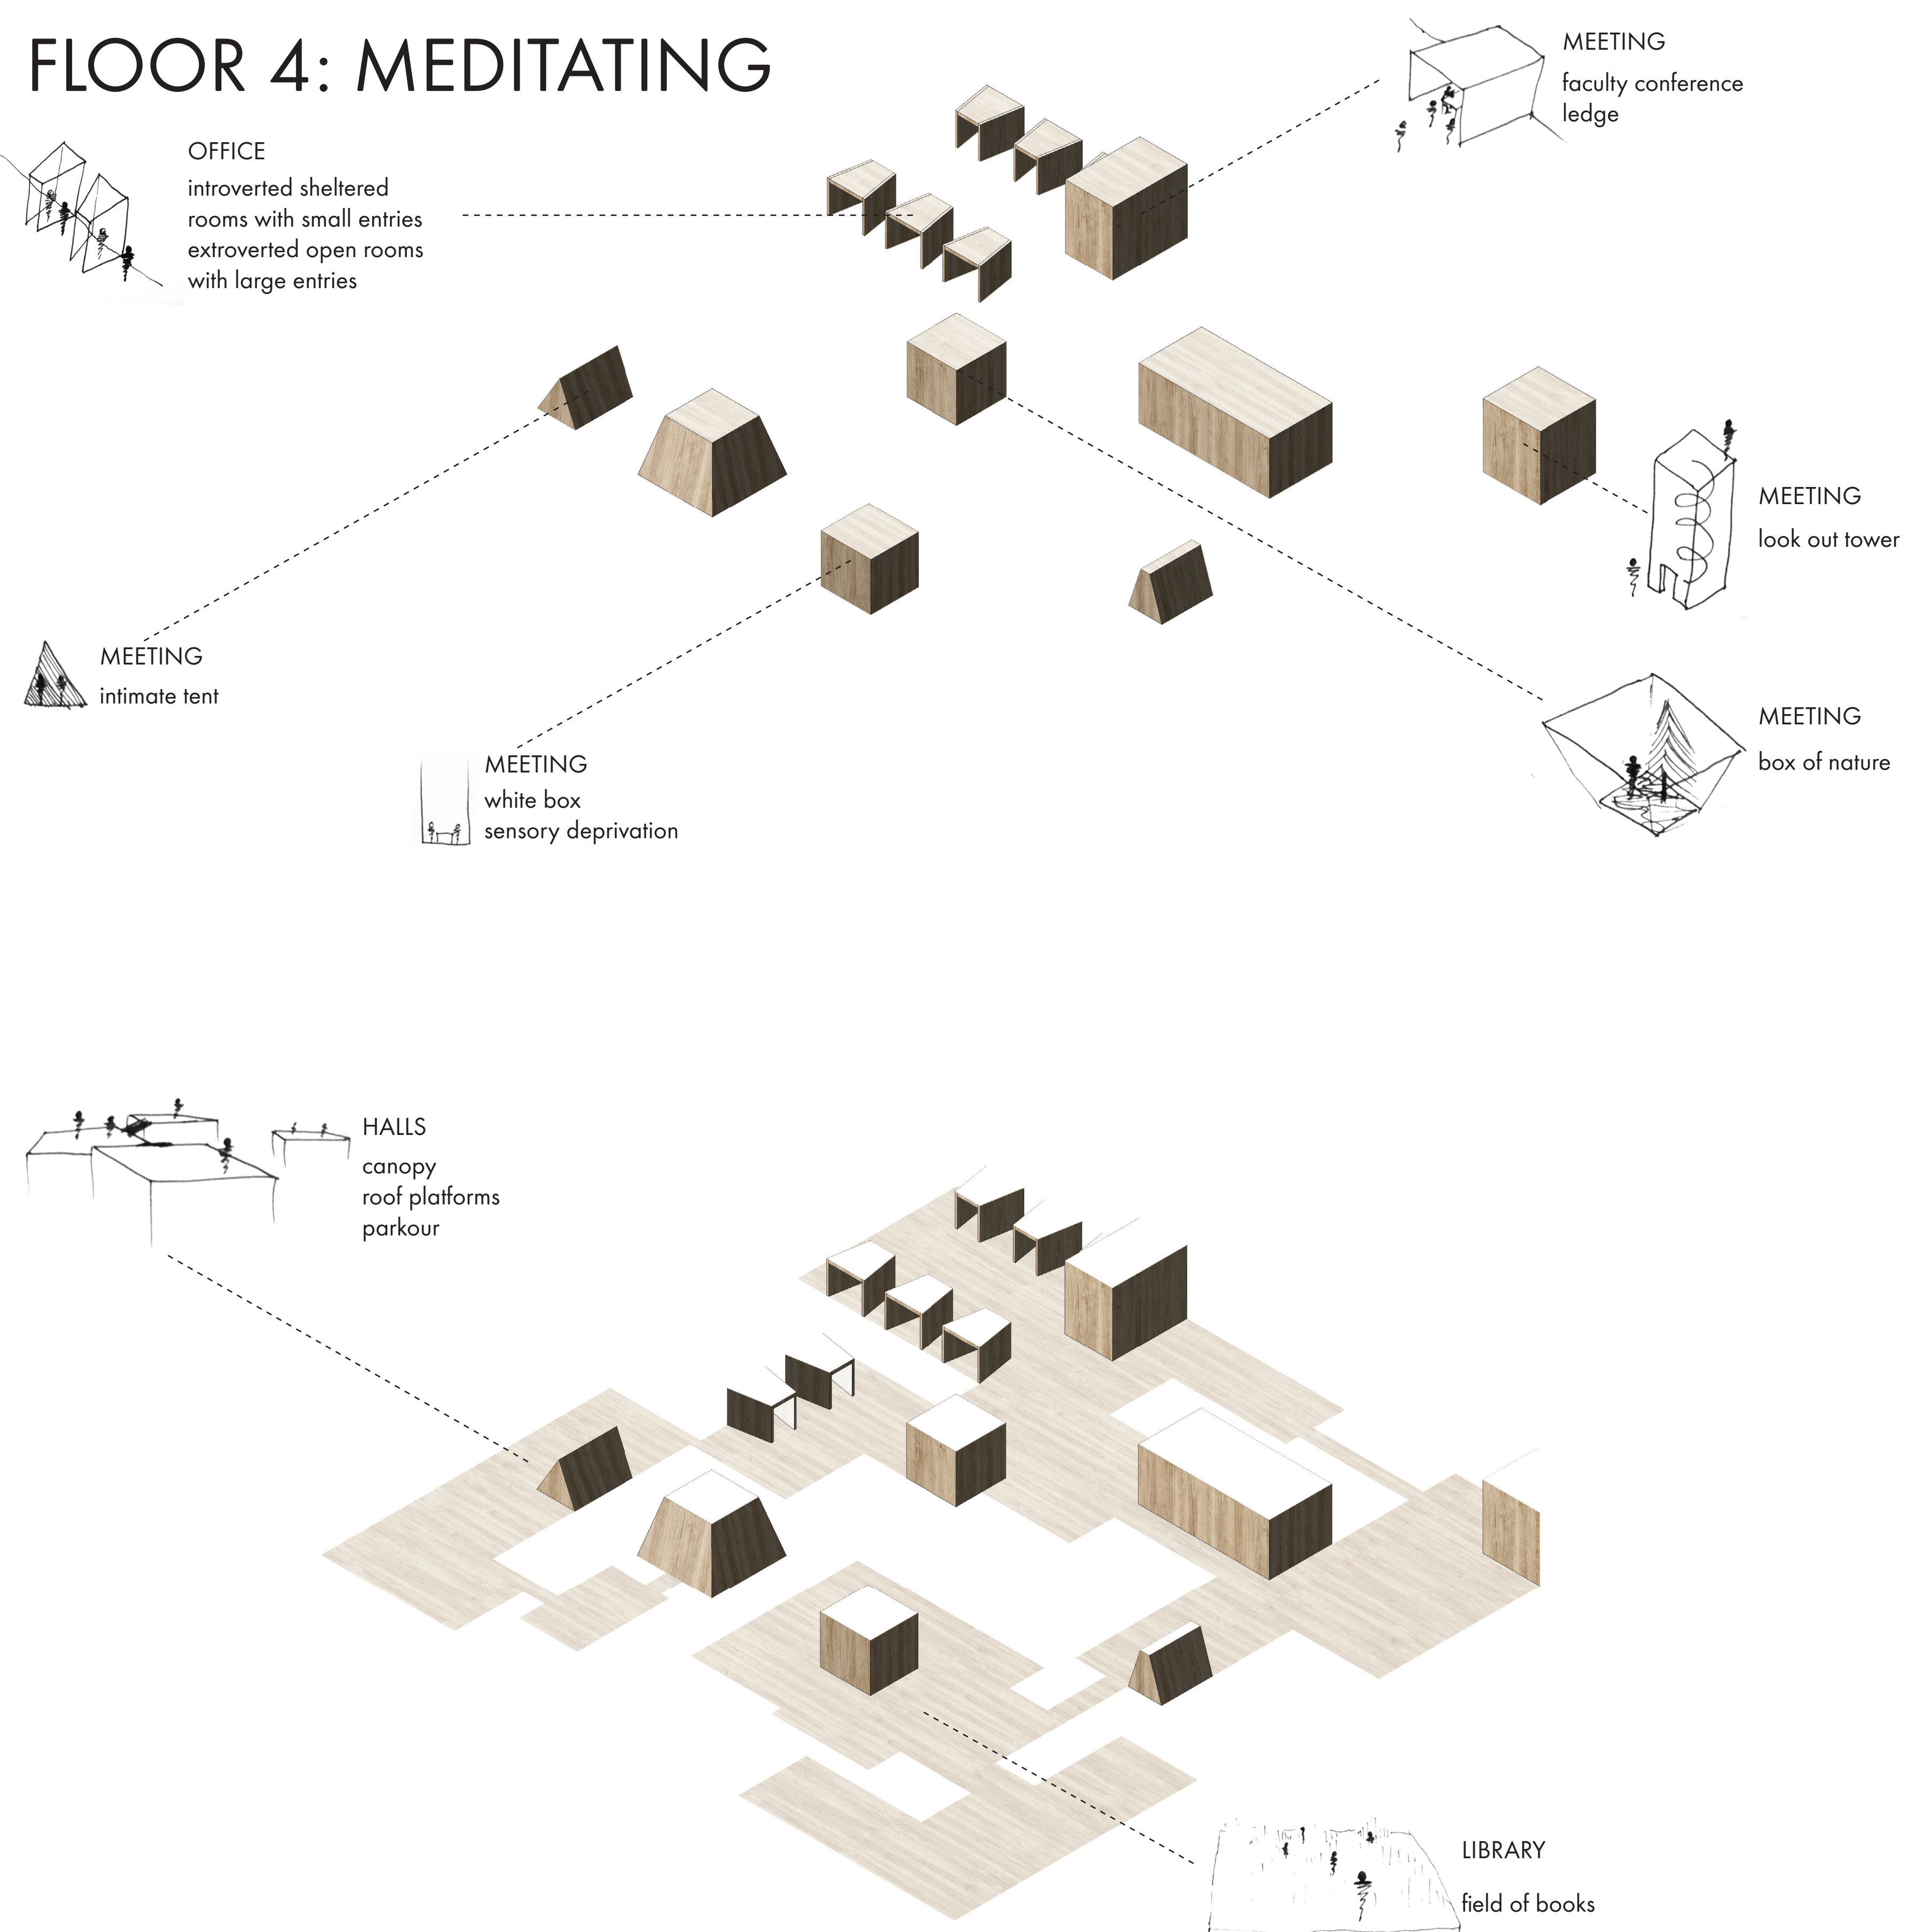 FLOOR 4: MEDITATING
MEETING
faculty conference
ledge
OFFICE
introverted sheltered
rooms with small entries
extroverted open rooms
with large entries
MEETING
look out tower
MEETING
intimate tent
MEETING
box of nature
MEETING
white box
sensory deprivation
HALLS
canopy
roof platforms
parkour
LIBRARY
field of books